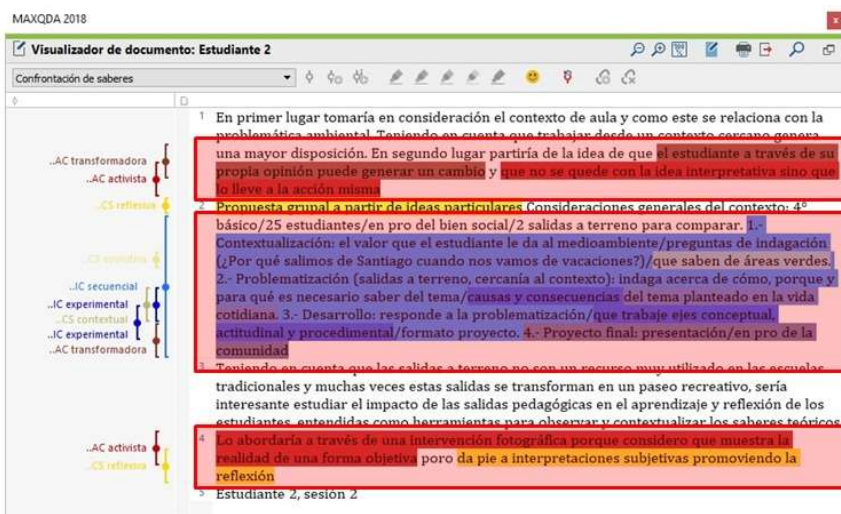 MAXQDA 2018
Visualizador de documento: Estudiante 2
Confrontación de saberes
1 En primer lugar tomaría en consideración el contexto de aula y como este se relaciona con la
problemática ambiental. Teniendo en cuenta que trabajar desde un contexto cercano genera
una mayor disposición. En segundo lugar partiría de la idea de que el estudiante a través de su
propia opinión puede generar un cambio y que no se quede con la idea interpretativa sino que
lo lleve a la acción misma
..AC transformadora
..AC activista
2 Propuesta grupal a partir de ideas particulares Consideraciones generales del contexto: 4º
básico/25 estudiantes/en pro del bien social/2 salidas a terreno para comparar. 1.-
Contextualización: el valor que el estudiante le da al medioambiente/preguntas de indagación
(¿Por qué salimos de Santiago cuando nos vamos de vacaciones?)/que saben de áreas verdes.
2.- Problematización (salidas a terreno, cercanía al contexto): indaga acerca de cómo, porque y
para qué es necesario saber del tema/causas y consecuencias del tema planteado en la vida
cotidiana. 3.- Desarrollo: responde a la problematización/que trabaje ejes conceptual,
actitudinal y procedimental/formato proyecto. 4.- Proyecto final: presentación/en pro de la
comunidad
..CS reflexiva
..IC secuencial
..IC experimental
..CS contextual
..IC experimental
..AC transformadora
3 Teniendo en cuenta que las salidas a terreno no son un recurso muy utilizado en las escuelas
tradicionales y muchas veces estas salidas se transforman en un paseo recreativo, sería
interesante estudiar el impacto de las salidas pedagógicas en el aprendizaje y reflexión de los
estudiantes, entendidas como herramientas para observar y contextualizar los saberes teóricos
4 Lo abordaría a través de una intervención fotográfica porque considero que muestra la
realidad de una forma objetiva poro da pie a interpretaciones subjetivas promoviendo la
reflexión
..AC activista
..CS reflexiva
5 Estudiante 2, sesión 2